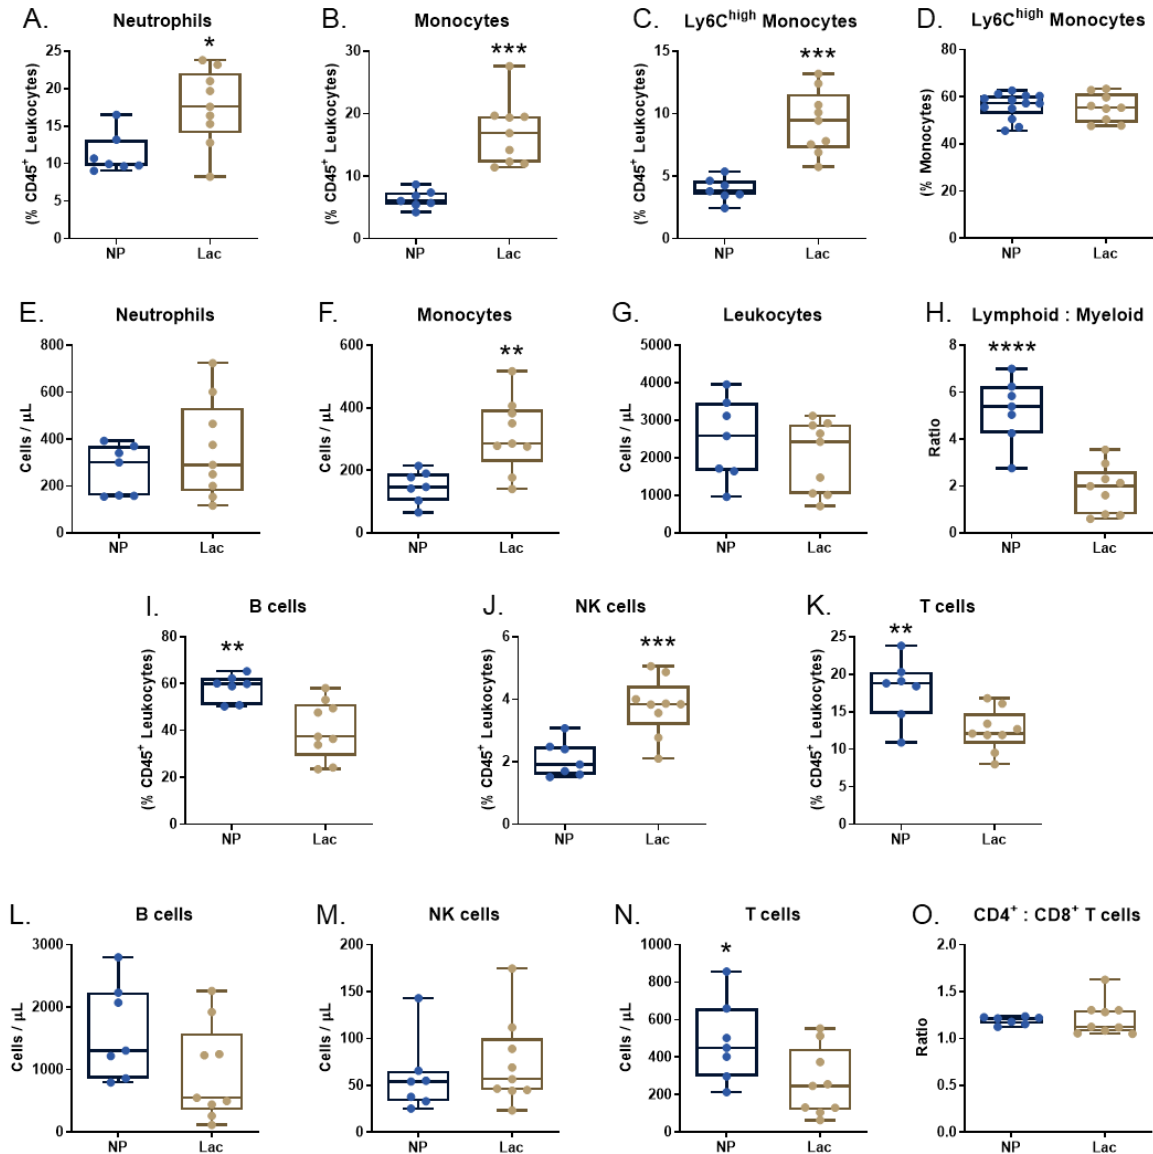 A. Neutrophils
*
(% CD45+ Leukocytes)
25
20
15
10
5
0
NP Lac
B. Monocytes
***
(% CD45+ Leukocytes)
30
20
10
0
NP Lac
C. Ly6Chigh Monocytes
***
(% CD45+ Leukocytes)
15
10
5
0
NP Lac
D. Ly6Chigh Monocytes
(% Monocytes)
80
60
40
20
0
NP Lac
E. Neutrophils
Cells / μL
800
600
400
200
0
NP Lac
F. Monocytes
**
Cells / μL
600
400
200
0
NP Lac
G. Leukocytes
Cells / μL
5000
4000
3000
2000
1000
0
NP Lac
H. Lymphoid : Myeloid
****
Ratio
8
6
4
2
0
NP Lac
I. B cells
**
(% CD45+ Leukocytes)
80
60
40
20
0
NP Lac
J. NK cells
***
(% CD45+ Leukocytes)
6
4
2
0
NP Lac
K. T cells
**
(% CD45+ Leukocytes)
25
20
15
10
5
0
NP Lac
L. B cells
Cells / μL
3000
2000
1000
0
NP Lac
M. NK cells
Cells / μL
200
150
100
50
0
NP Lac
N. T cells
*
Cells / μL
1000
800
600
400
200
0
NP Lac
O. CD4+ : CD8+ T cells
Ratio
2.0
1.5
1.0
0.5
0.0
NP Lac